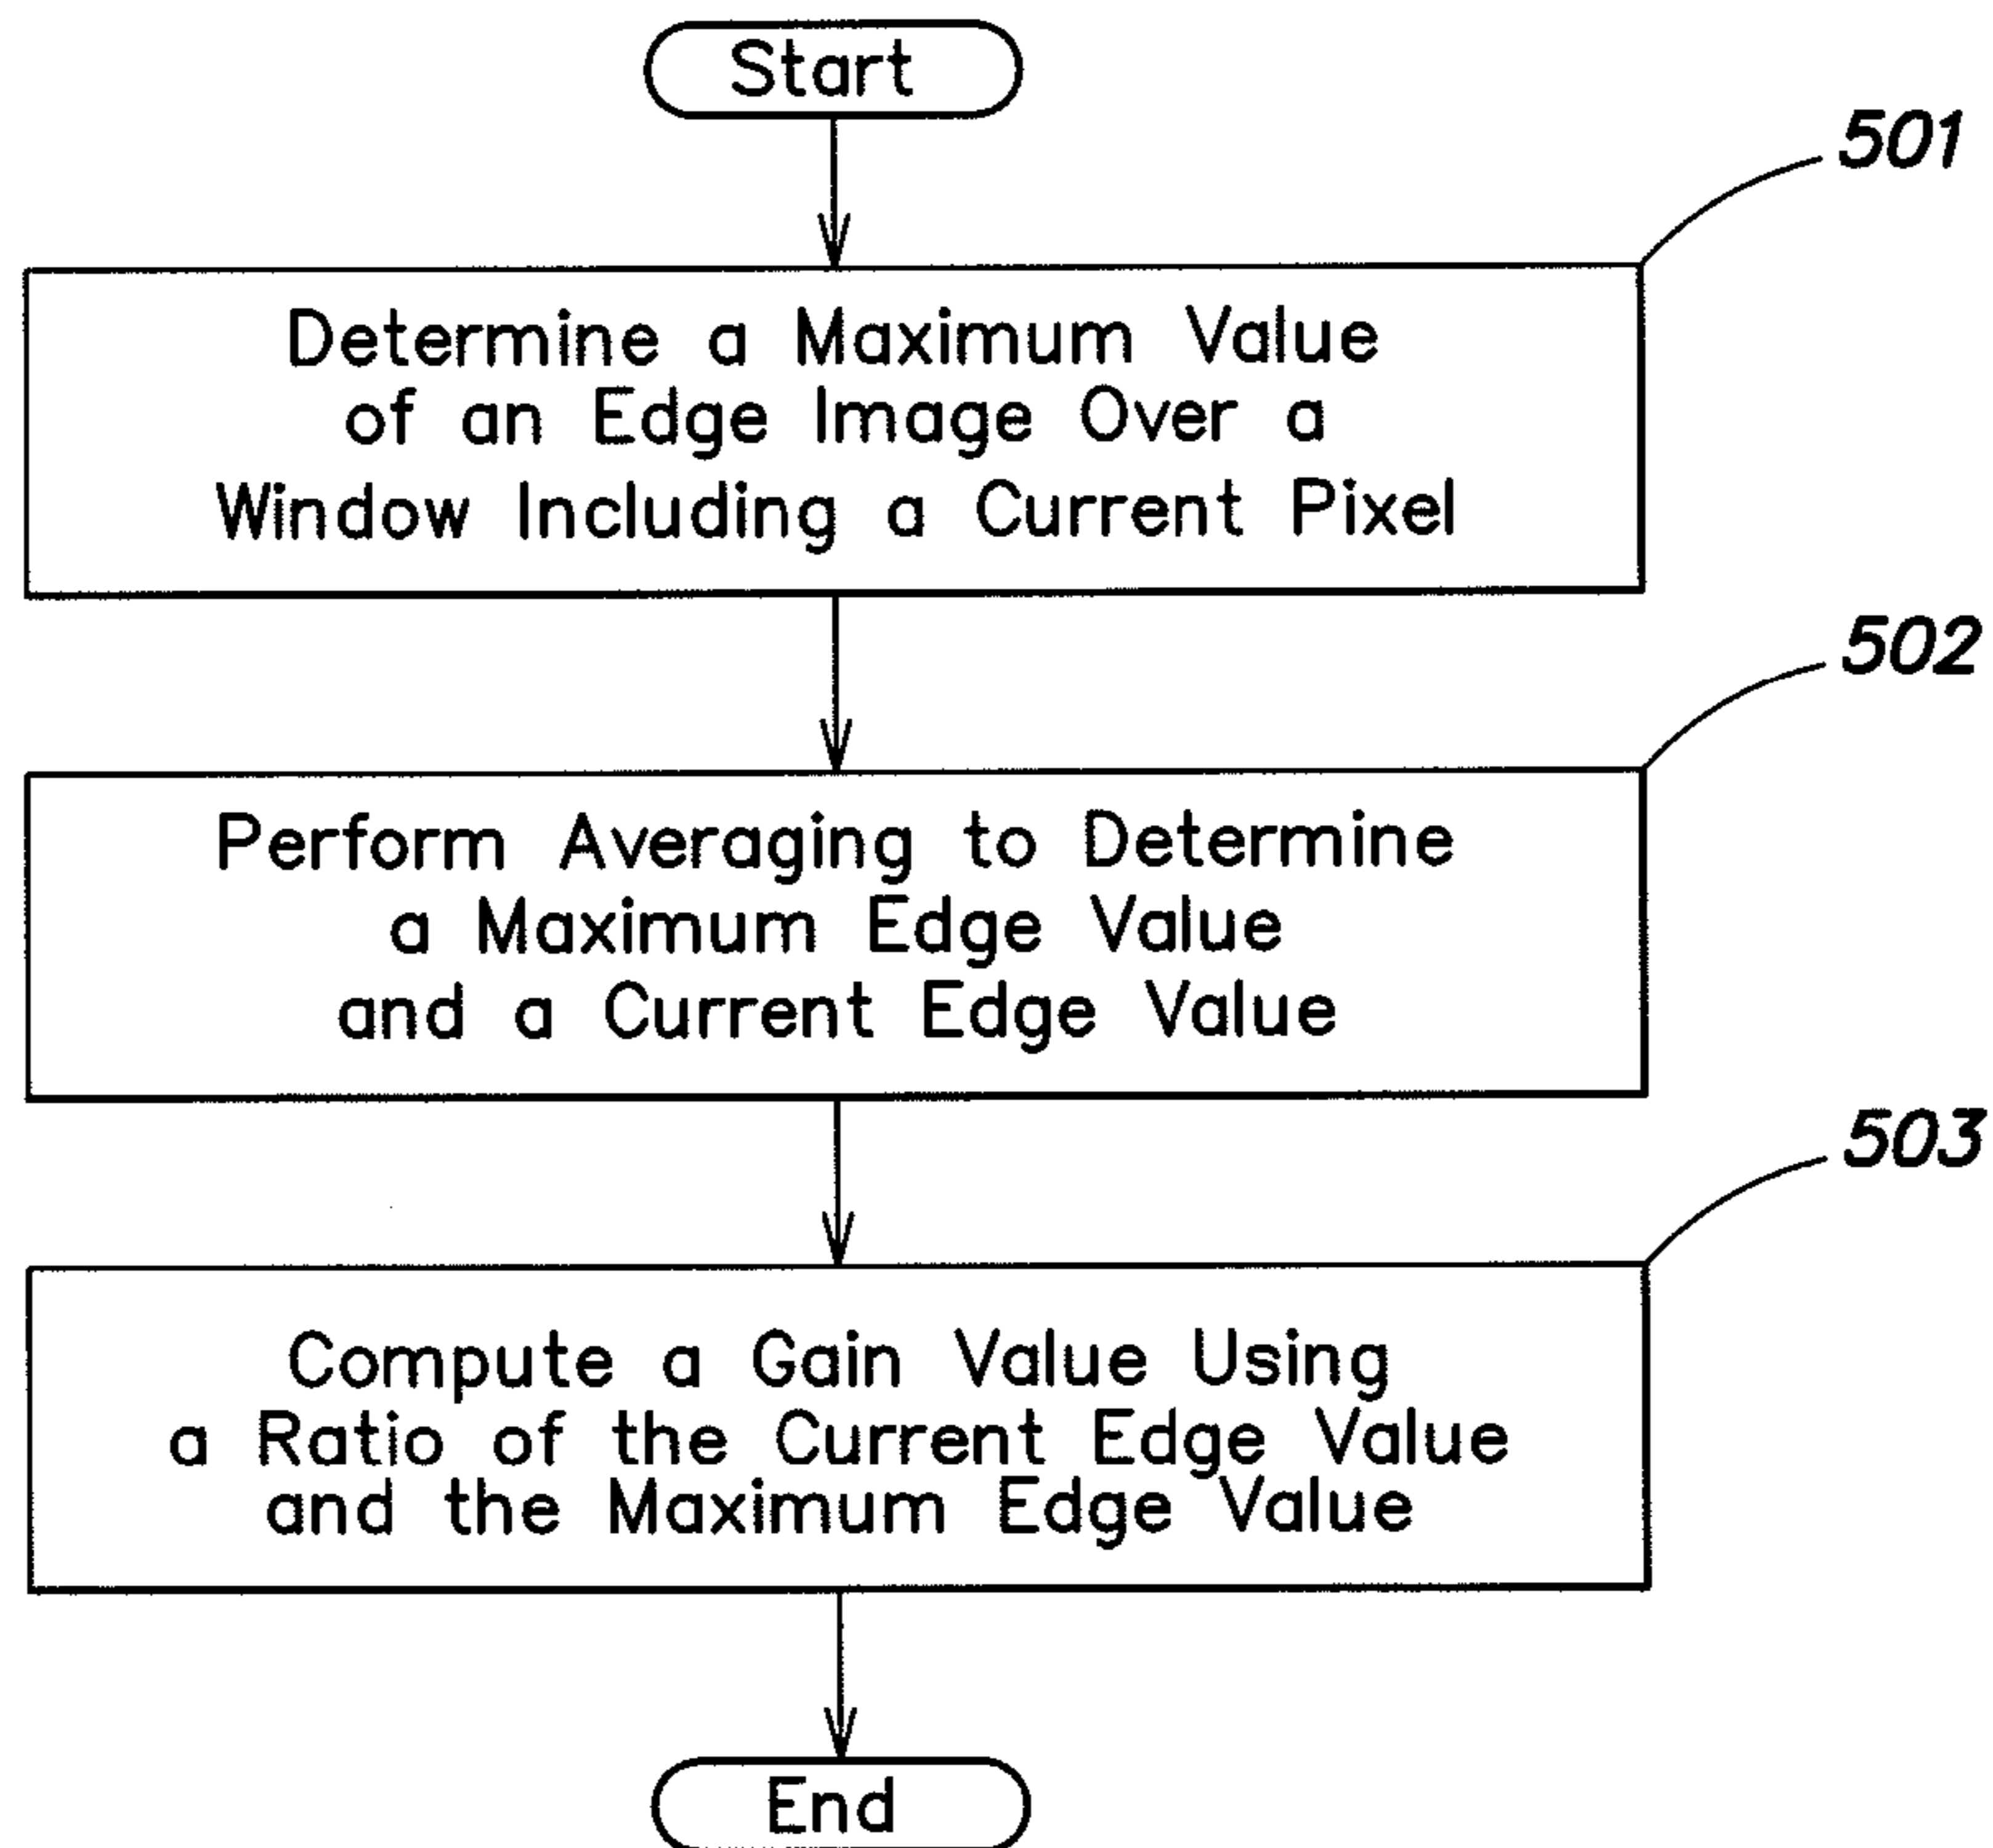 Start
501
Determine a Maximum Value
of an Edge Image Over a
Window Including a Current Pixel
502
Perform Averaging to Determine
a Maximum Edge Value
and a Current Edge Value
503
Compute a Gain Value Using
a Ratio of the Current Edge Value
and the Maximum Edge Value
End